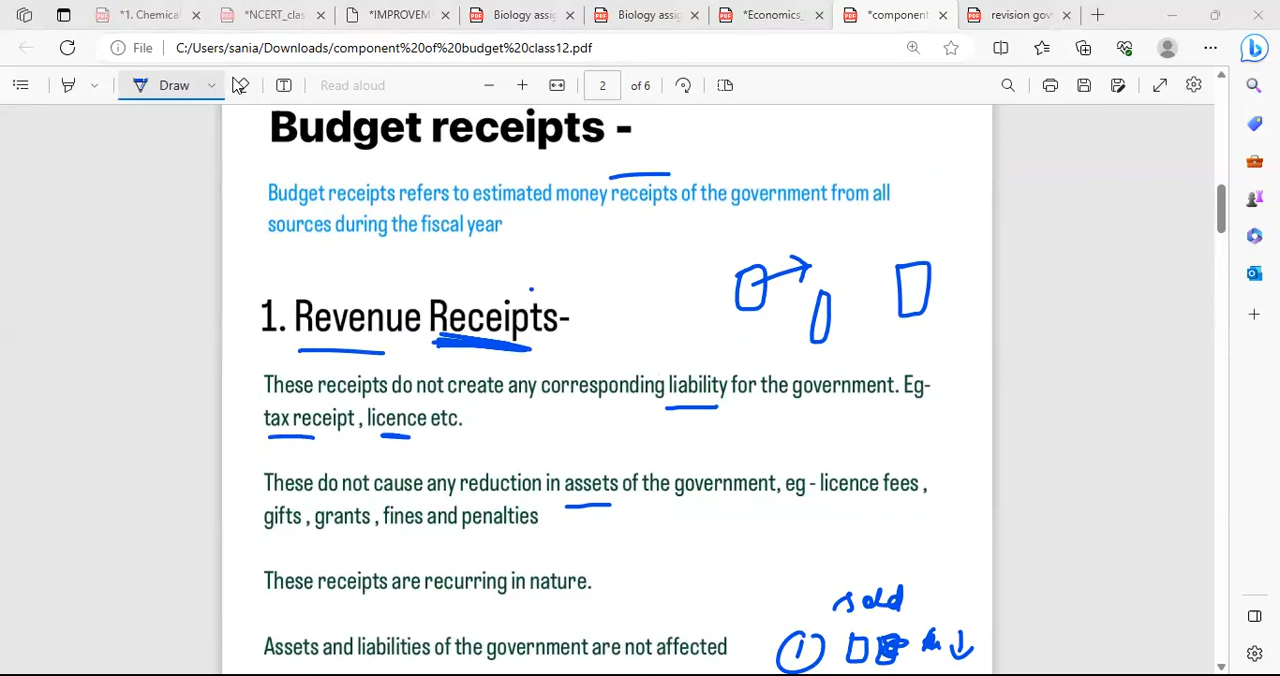 *1. Chemical
*NCERT_clas
*IMPROVEM
Biology assig
Biology assig
*Economics_
*component
revision gov
File
C:/Users/sania/Downloads/component%20of%20budget%20class12.pdf
Draw
Read aloud
2 of 6
Budget receipts -
Budget receipts refers to estimated money receipts of the government from all
sources during the fiscal year
1. Revenue Receipts-
These receipts do not create any corresponding liability for the government. Eg-
tax receipt , licence etc.
These do not cause any reduction in assets of the government, eg - licence fees ,
gifts , grants , fines and penalties
These receipts are recurring in nature.
sold
Assets and liabilities of the government are not affected
1